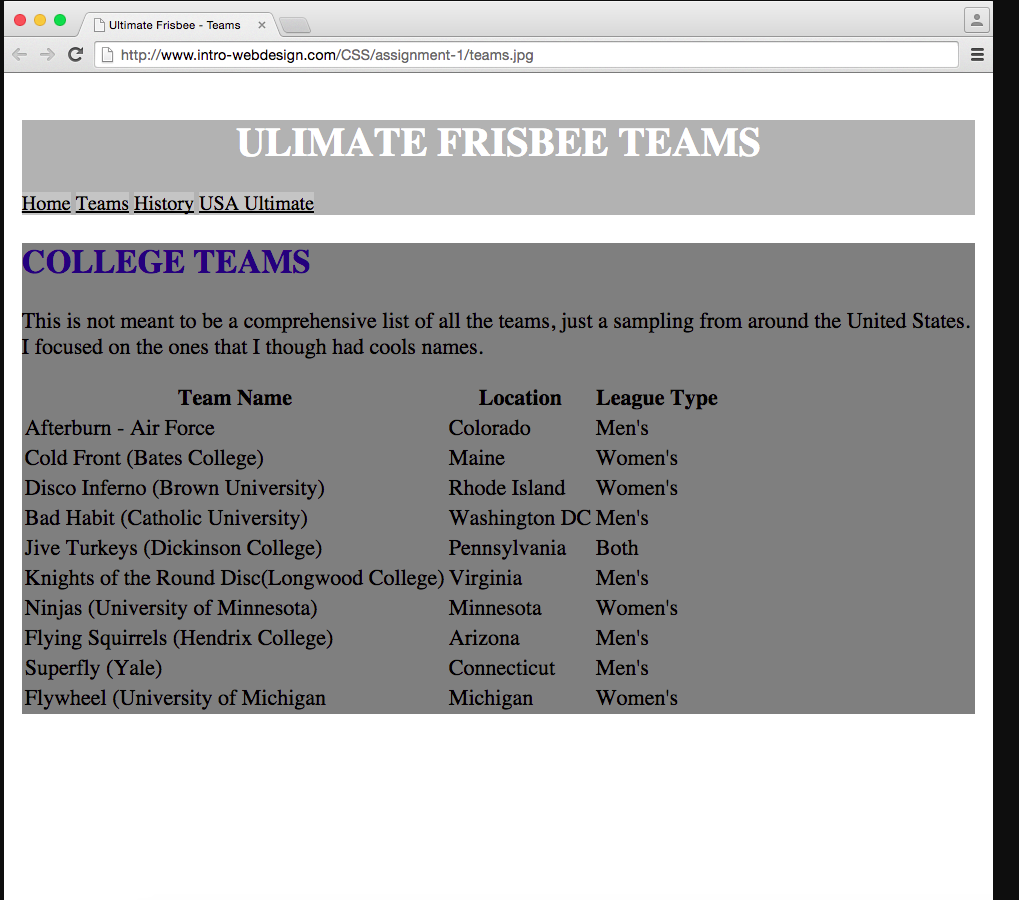 Ultimate Frisbee - Teams
http://www.intro-webdesign.com/CSS/assignment-1/teams.jpg
ULIMATE FRISBEE TEAMS
Home Teams History USA Ultimate
COLLEGE TEAMS
This is not meant to be a comprehensive list of all the teams, just a sampling from around the United States.
I focused on the ones that I though had cools names.
Team Name Location League Type
Afterburn - Air Force Colorado Men's
Cold Front (Bates College) Maine Women's
Disco Inferno (Brown University) Rhode Island Women's
Bad Habit (Catholic University) Washington DC Men's
Jive Turkeys (Dickinson College) Pennsylvania Both
Knights of the Round Disc(Longwood College) Virginia Men's
Ninjas (University of Minnesota) Minnesota Women's
Flying Squirrels (Hendrix College) Arizona Men's
Superfly (Yale) Connecticut Men's
Flywheel (University of Michigan Michigan Women's